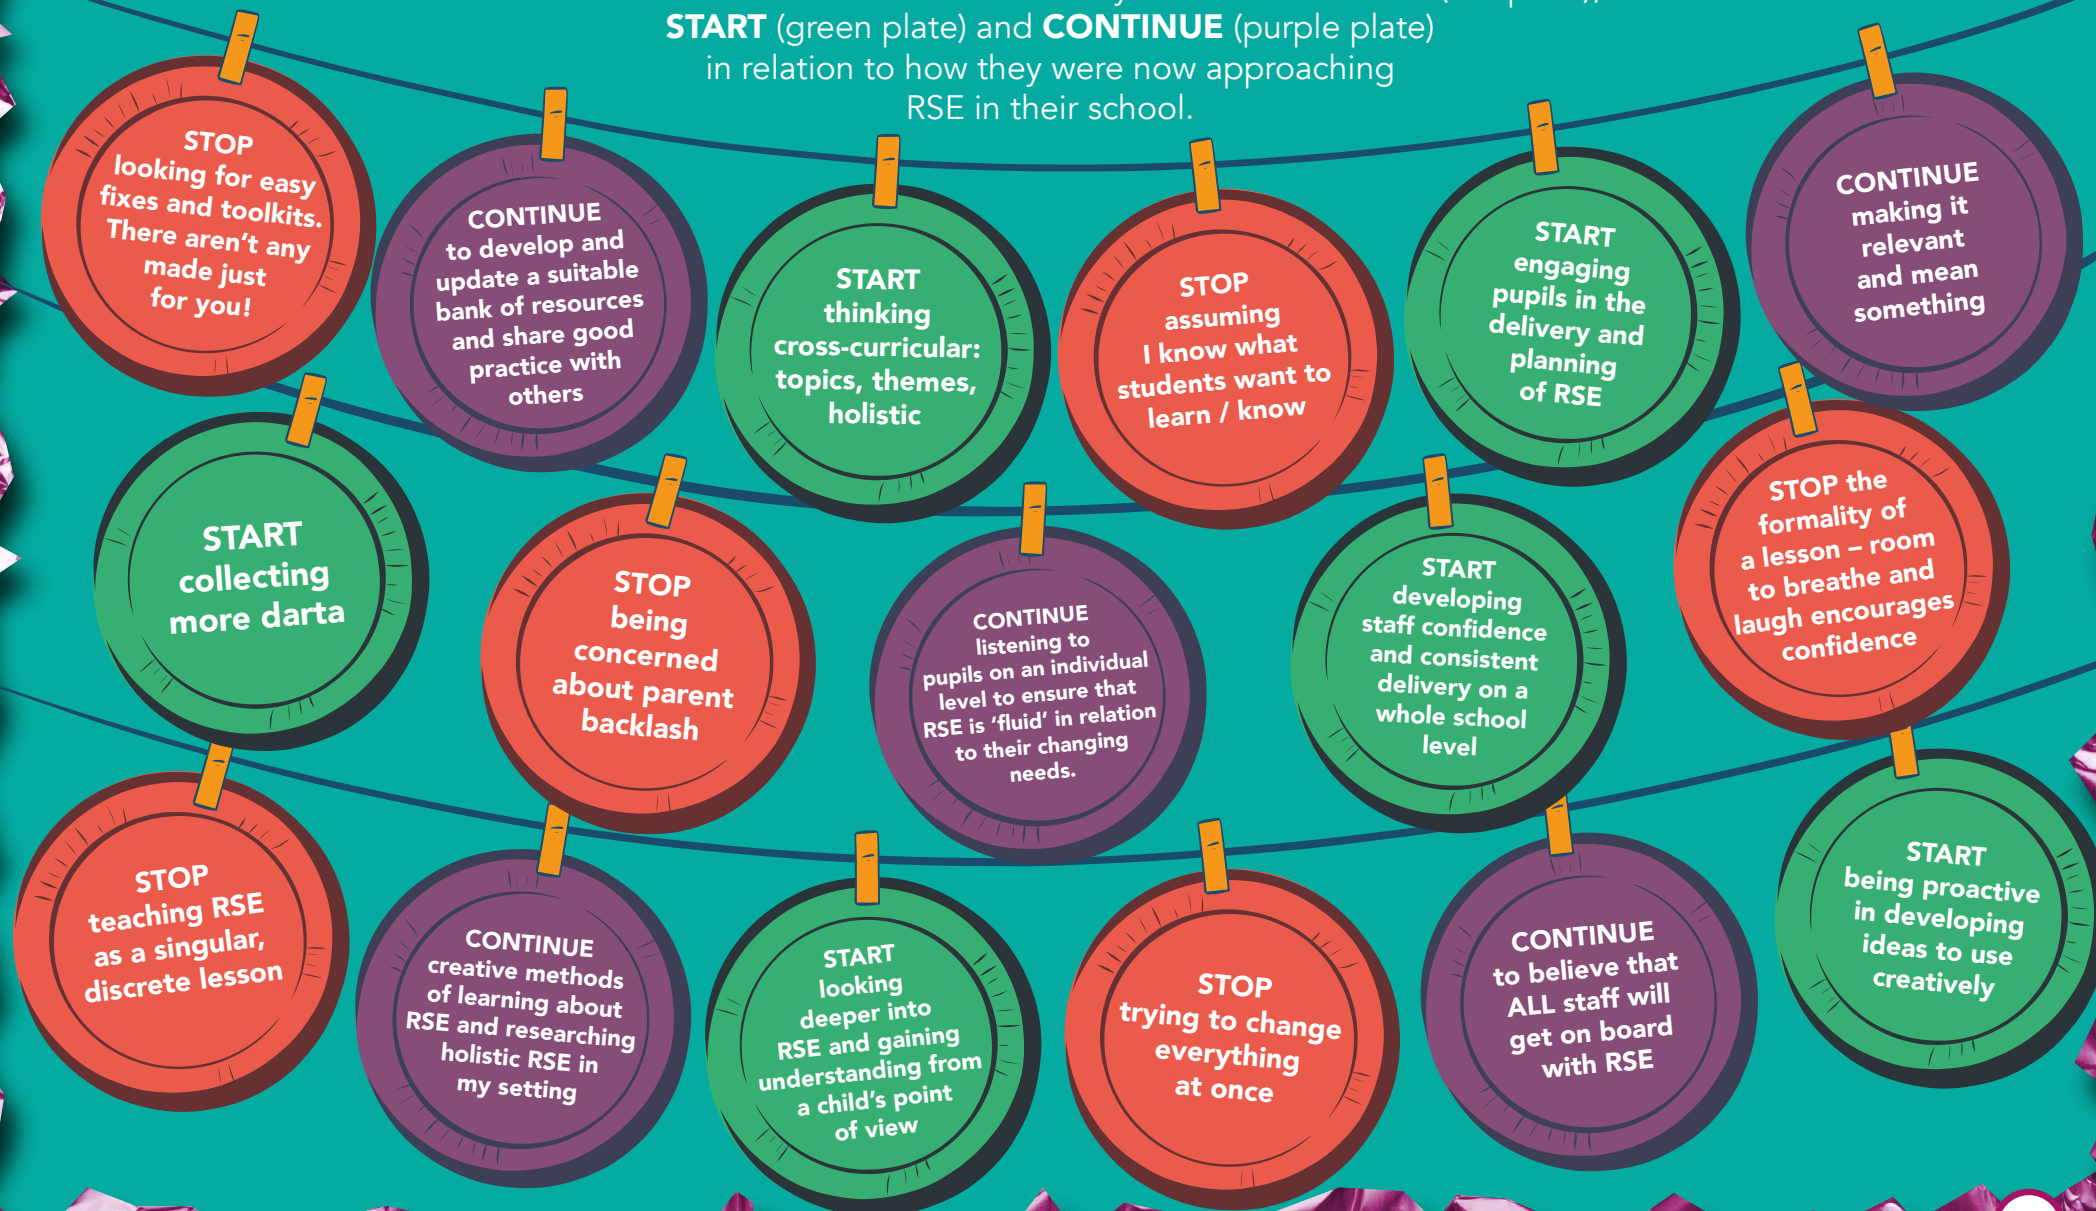 START (green plate) and CONTINUE (purple plate)
in relation to how they were now approaching
RSE in their school.
STOP
looking for easy
fixes and toolkits.
There aren't any
made just
for you!
CONTINUE
to develop and
update a suitable
bank of resources
and share good
practice with
others
START
thinking
cross-curricular:
topics, themes,
holistic
STOP
assuming
I know what
students want to
learn / know
START
engaging
pupils in the
delivery and
planning
of RSE
CONTINUE
making it
relevant
and mean
something
START
collecting
more darta
STOP
being
concerned
about parent
backlash
CONTINUE
listening to
pupils on an individual
level to ensure that
RSE is 'fluid' in relation
to their changing
needs.
START
developing
staff confidence
and consistent
delivery on a
whole school
level
STOP the
formality of
a lesson – room
to breathe and
laugh encourages
confidence
STOP
teaching RSE
as a singular,
discrete lesson
CONTINUE
creative methods
of learning about
RSE and researching
holistic RSE in
my setting
START
looking
deeper into
RSE and gaining
understanding from
a child's point
of view
STOP
trying to change
everything
at once
CONTINUE
to believe that
ALL staff will
get on board
with RSE
START
being proactive
in developing
ideas to use
creatively